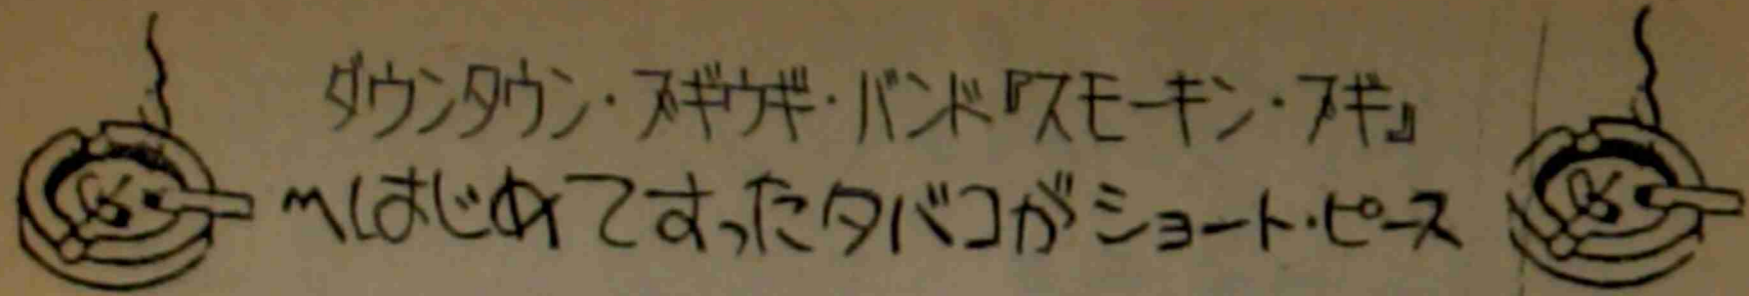 ダウンタウン・ブギウギ・バンド『スモーキン・ブギ』
〽はじめてすったタバコがショート・ピース